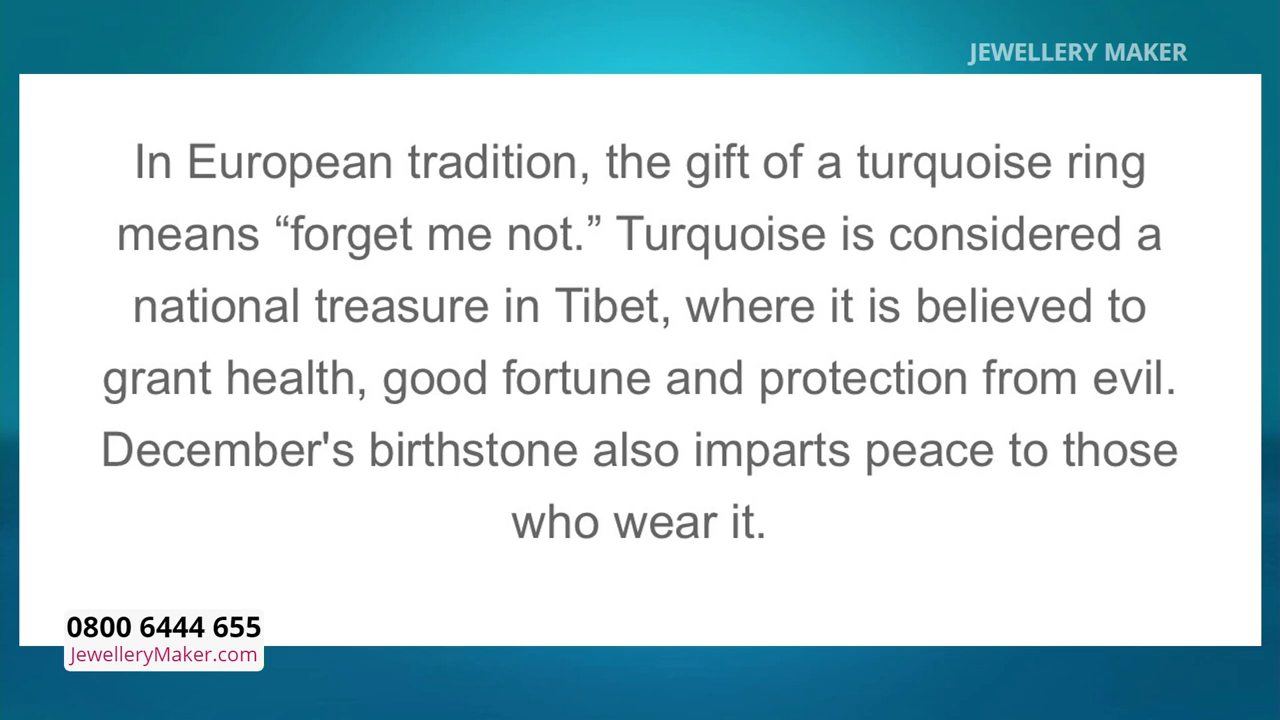 JEWELLERY MAKER
In European tradition, the gift of a turquoise ring
means “forget me not.” Turquoise is considered a
national treasure in Tibet, where it is believed to
grant health, good fortune and protection from evil.
December's birthstone also imparts peace to those
who wear it.
0800 6444 655
JewelleryMaker.com